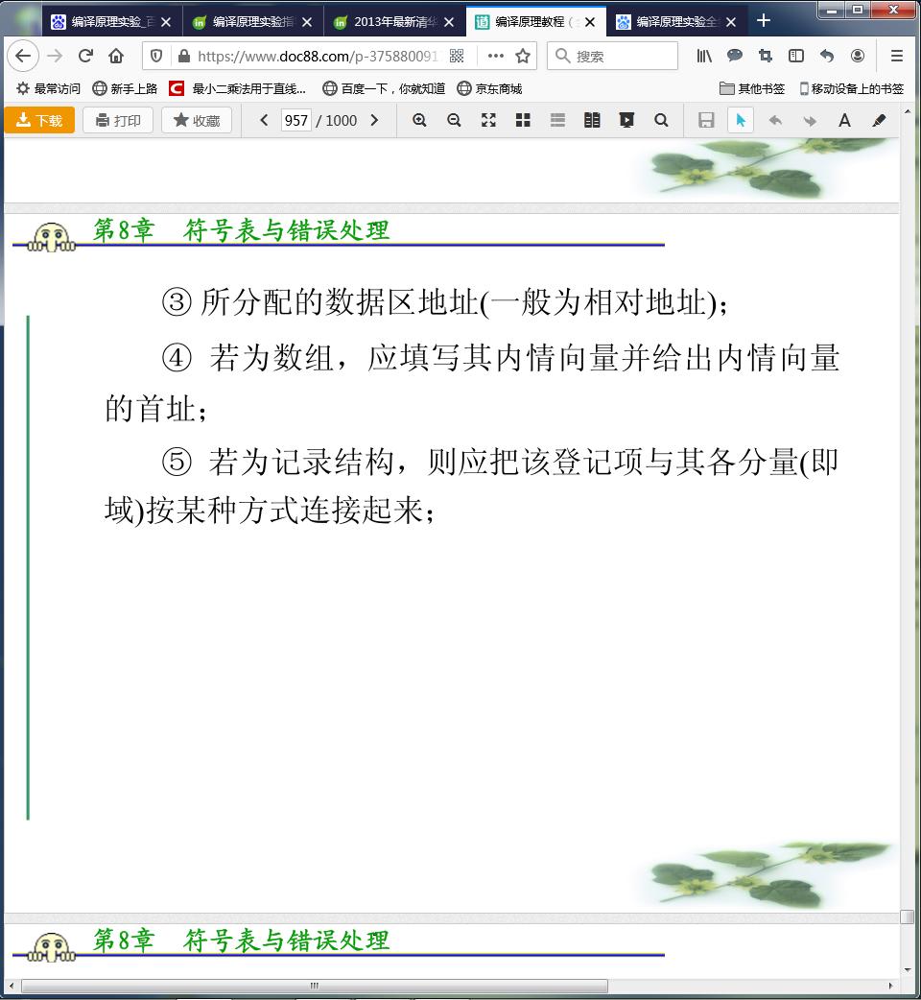 编译原理实验_百
编译原理实验指
2013年最新清华
编译原理教程（
编译原理实验全
https://www.doc88.com/p-37588009
搜索
最常访问
新手上路
最小二乘法用于直线...
百度一下，你就知道
京东商城
其他书签
移动设备上的书签
下载
打印
收藏
957 / 1000
第8章 符号表与错误处理
③ 所分配的数据区地址(一般为相对地址)；
④ 若为数组，应填写其内情向量并给出内情向量
的首址；
⑤ 若为记录结构，则应把该登记项与其各分量(即
域)按某种方式连接起来；
第8章 符号表与错误处理